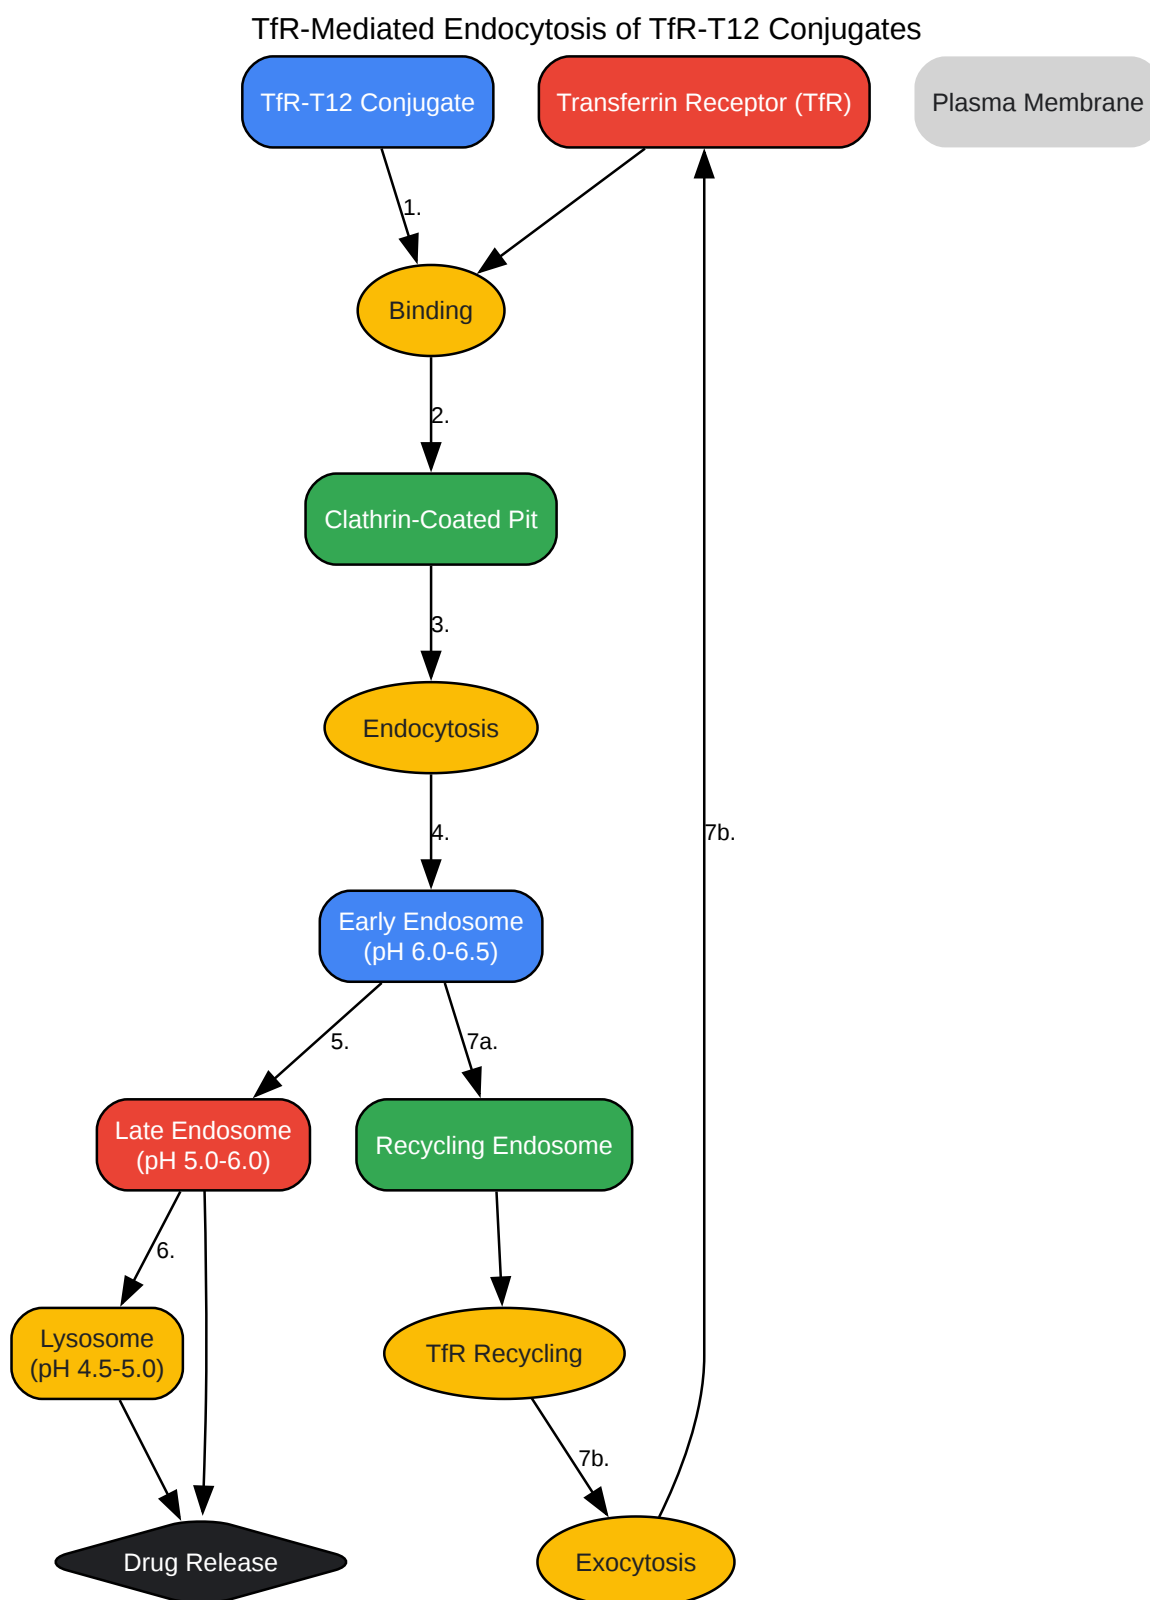 TfR-Mediated Endocytosis of TfR-T12 Conjugates
TfR-T12 Conjugate
Transferrin Receptor (TfR)
Plasma Membrane
1.
Binding
2.
Clathrin-Coated Pit
3.
Endocytosis
4.
7b.
Early Endosome
(pH 6.0-6.5)
5.
7a.
Late Endosome
(pH 5.0-6.0)
Recycling Endosome
6.
Lysosome
(pH 4.5-5.0)
TfR Recycling
7b.
Drug Release
Exocytosis